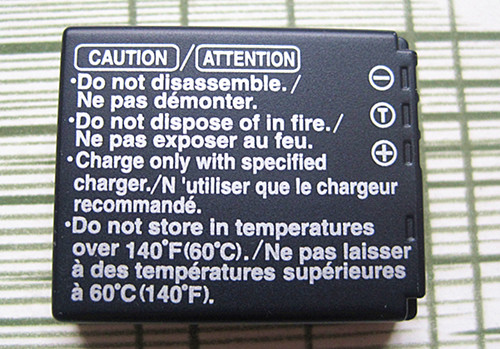 CAUTION / ATTENTION
•Do not disassemble./
Ne pas démonter.
•Do not dispose of in fire./
Ne pas exposer au feu.
•Charge only with specified
charger./N 'utiliser que le chargeur
recommandé.
•Do not store in temperatures
over 140°F(60°C)./Ne pas laisser
à des températures supérieures
à 60°C(140°F).
−
T
+